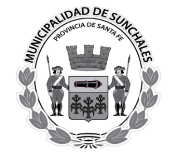 MUNICIPALIDAD DE SUNCHALES
PROVINCIA DE SANTA FE